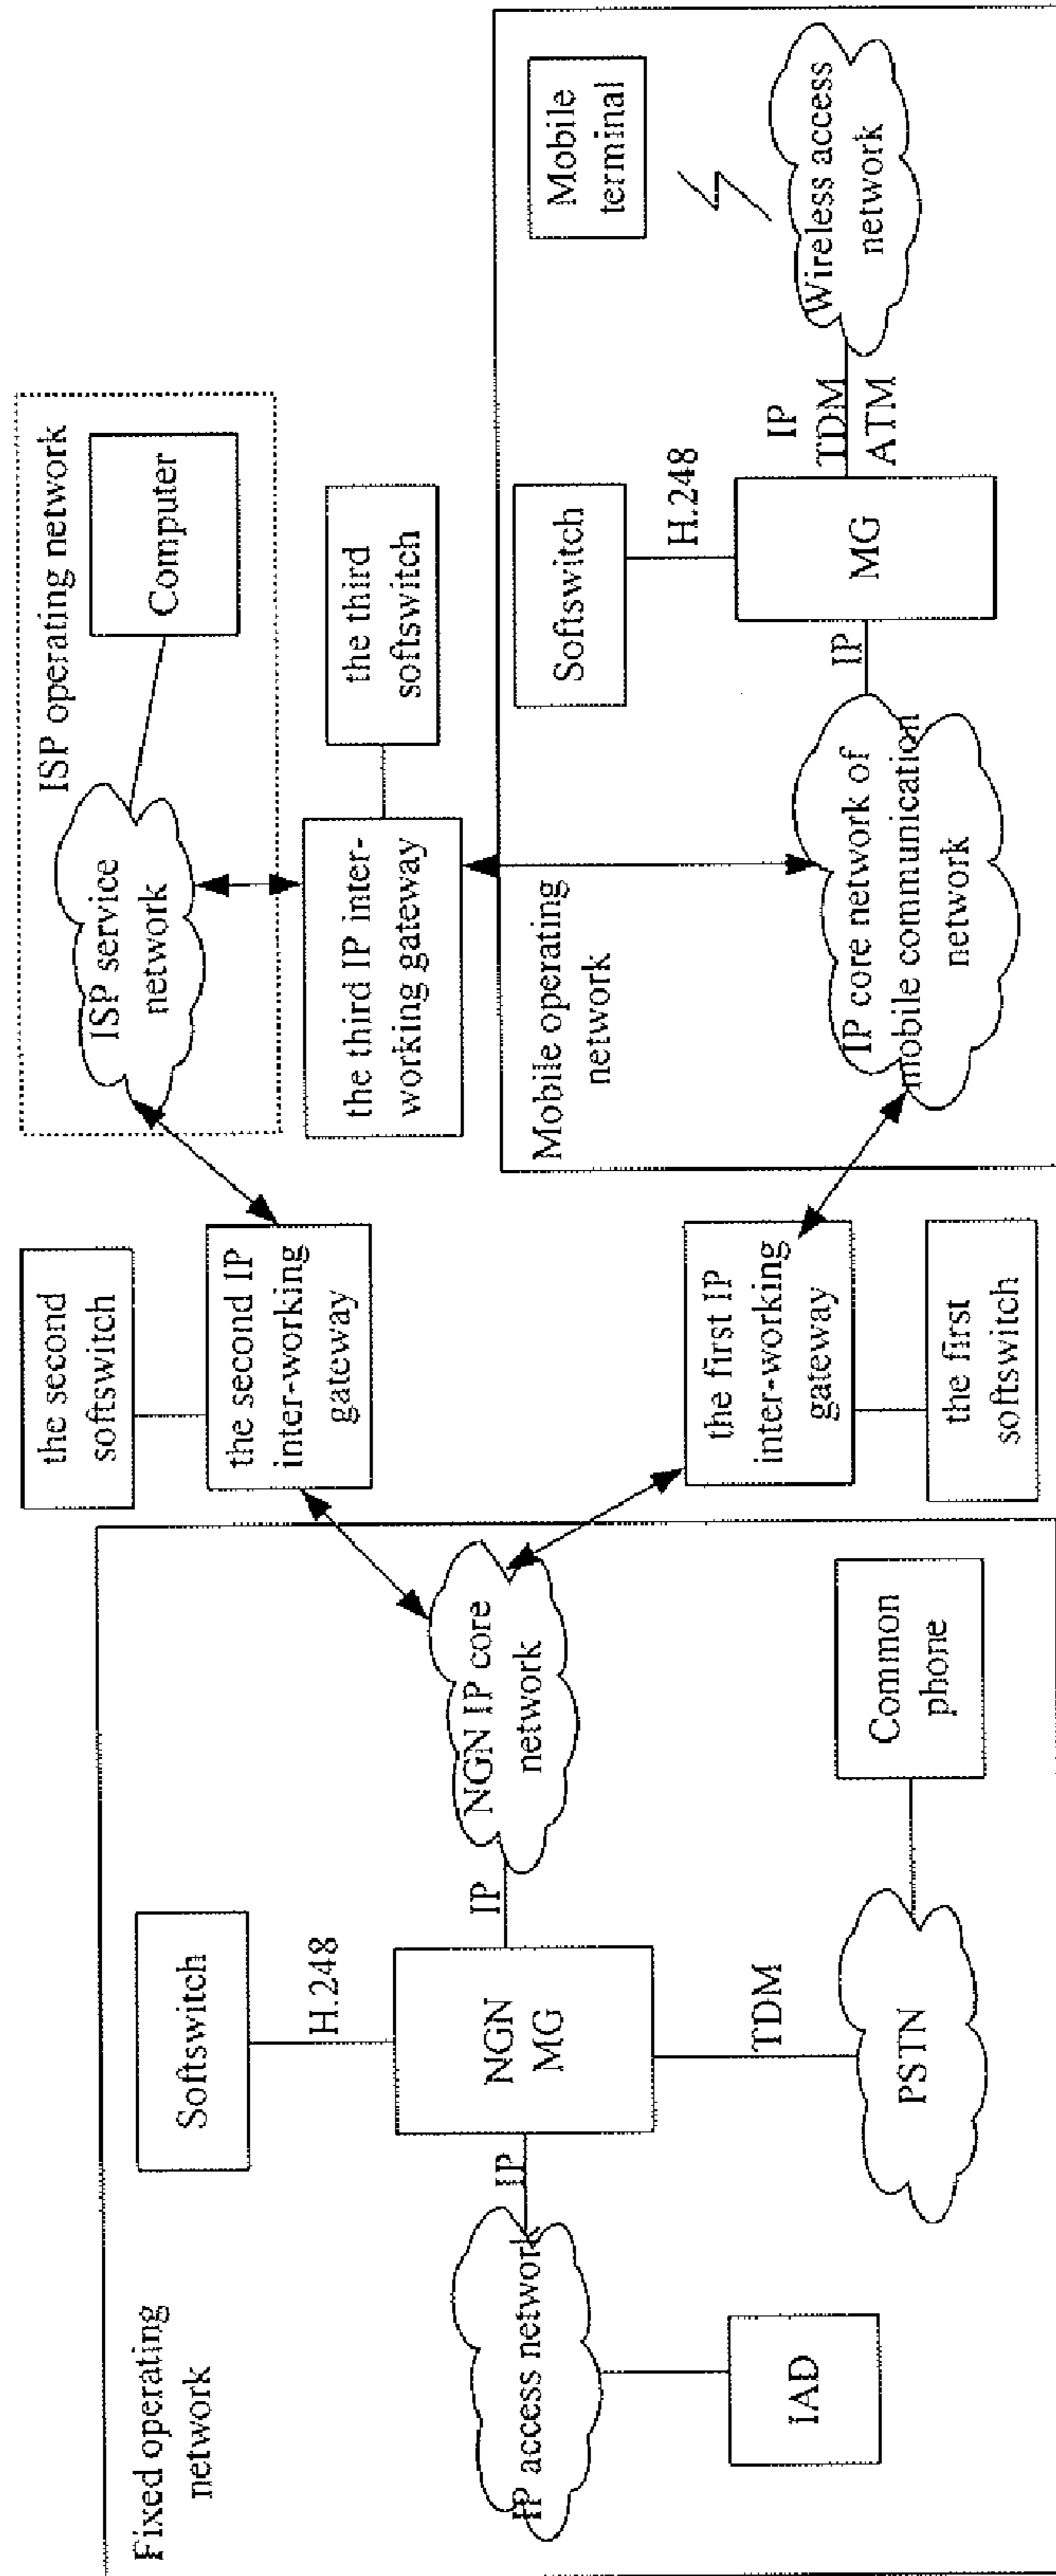 Fixed operating
network
Softswitch
H.248
IP access network
IP
NGN
MG
IP
NGN IP core
network
IAD
TDM
PSTN
Common
phone
the second
softswitch
the second IP
inter-working
gateway
the first IP
inter-working
gateway
the first
softswitch
ISP operating network
ISP service
network
Computer
the third IP inter-
working gateway
the third
softswitch
Mobile operating
network
IP core network of
mobile communication
network
IP
Softswitch
H.248
MG
IP
TDM
ATM
Mobile
terminal
Wireless access
network